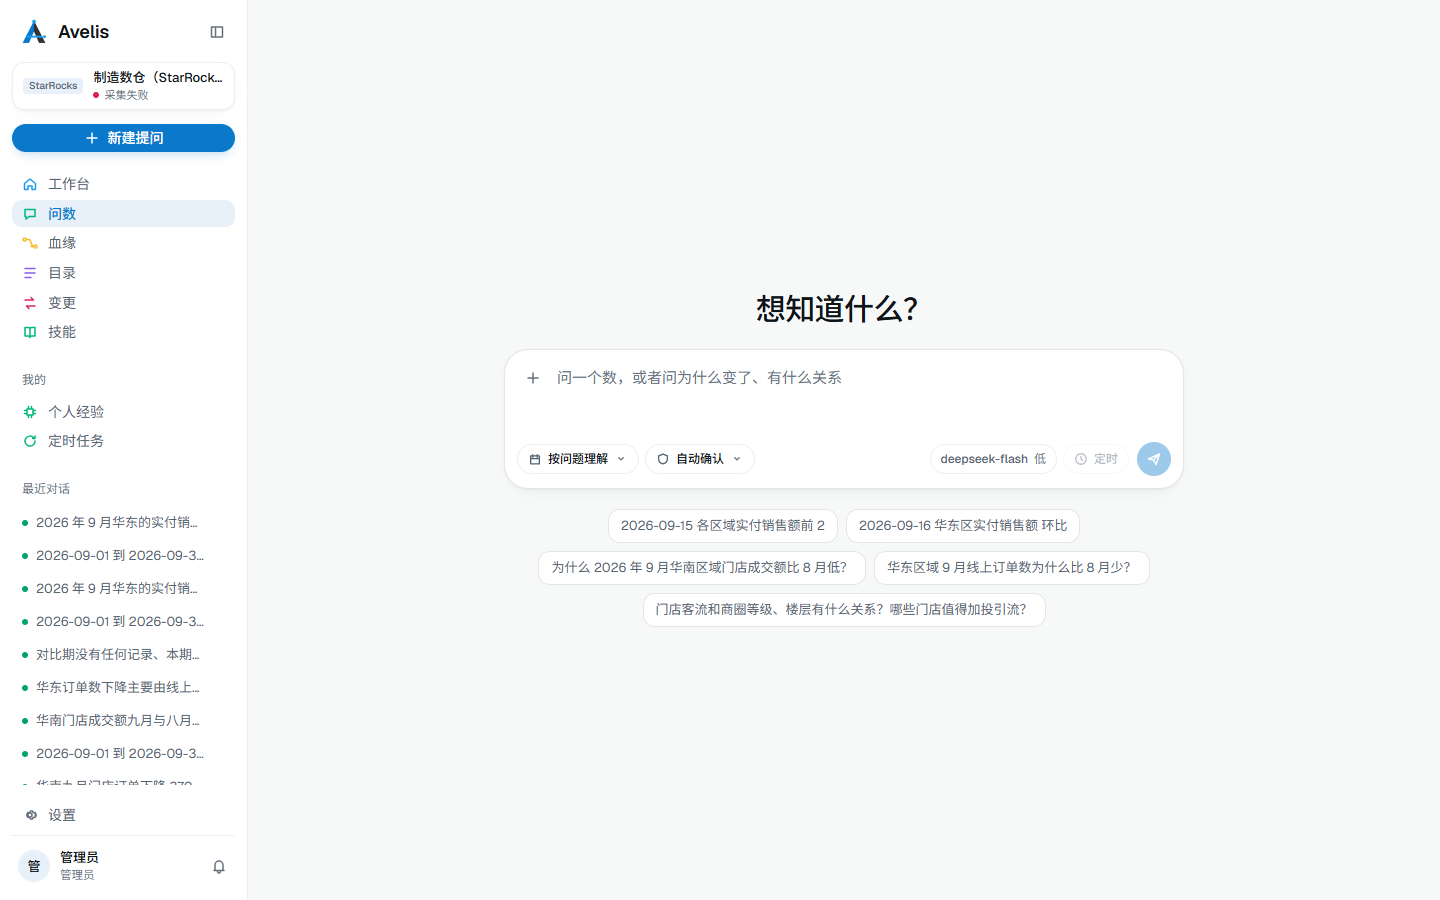 Avelis
StarRocks
制造数仓（StarRock...
采集失败
新建提问
工作台
问数
血缘
目录
变更
技能
我的
个人经验
定时任务
最近对话
2026 年 9 月华东的实付销...
2026-09-01 到 2026-09-3...
2026 年 9 月华东的实付销...
2026-09-01 到 2026-09-3...
对比期没有任何记录、本期...
华东订单数下降主要由线上...
华南门店成交额九月与八月...
2026-09-01 到 2026-09-3...
设置
管
管理员
管理员
想知道什么？
问一个数，或者问为什么变了、有什么关系
按问题理解
自动确认
deepseek-flash 低
定时
2026-09-15 各区域实付销售额前 2
2026-09-16 华东区实付销售额 环比
为什么 2026 年 9 月华南区域门店成交额比 8 月低？
华东区域 9 月线上订单数为什么比 8 月少？
门店客流和商圈等级、楼层有什么关系？哪些门店值得加投引流？